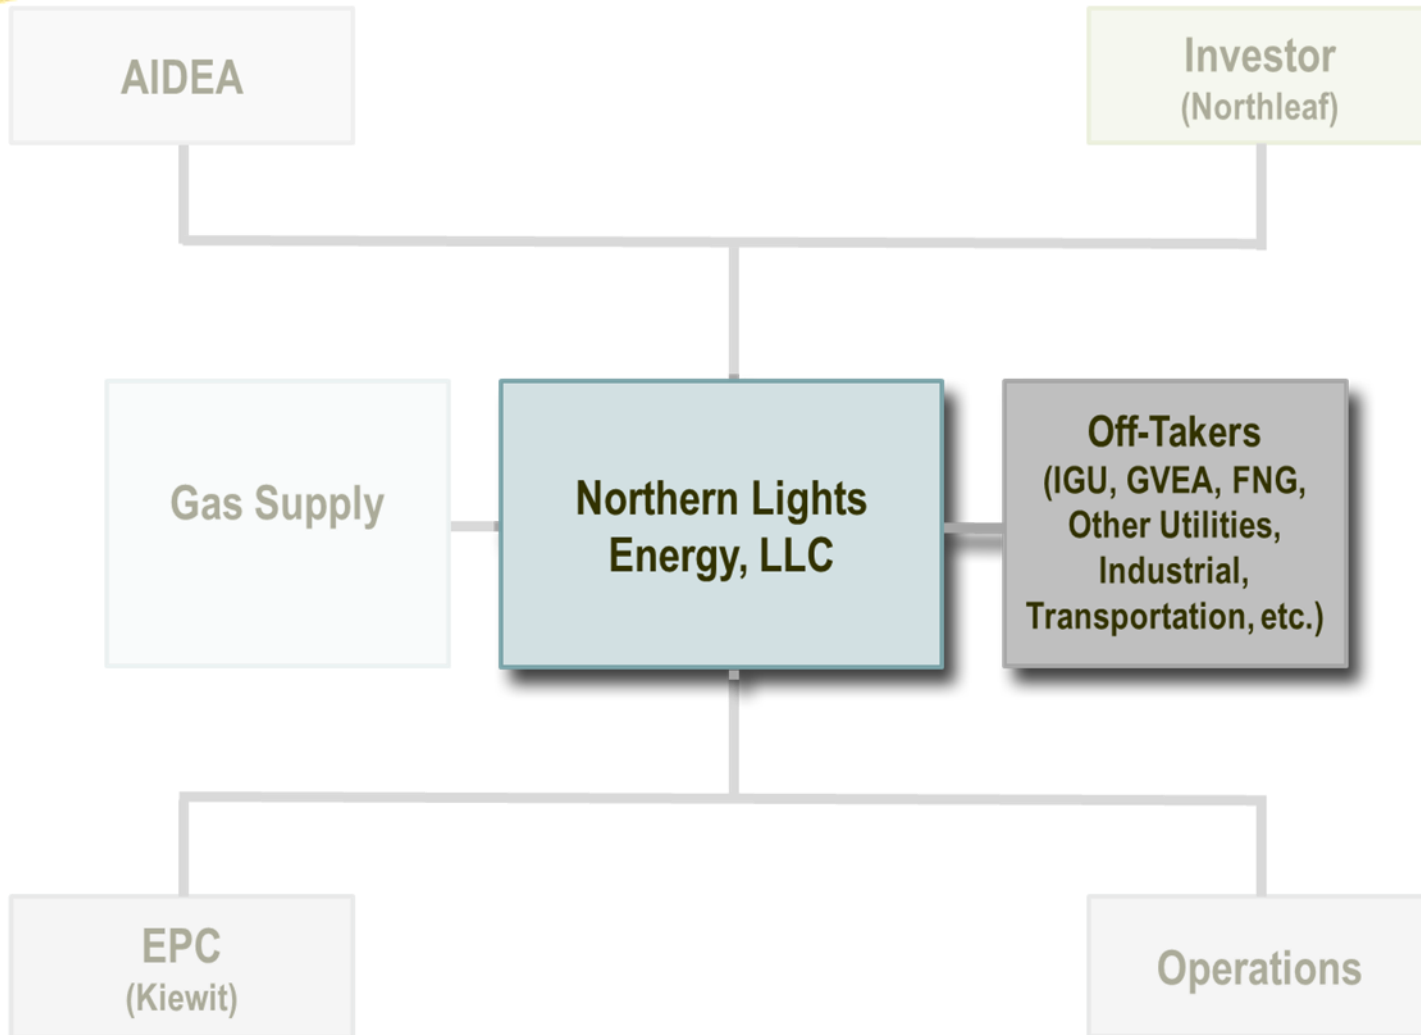 AIDEA
Investor
(Northleaf)
Gas Supply
Northern Lights
Energy, LLC
Off-Takers
(IGU, GVEA, FNG,
Other Utilities,
Industrial,
Transportation, etc.)
EPC
(Kiewit)
Operations